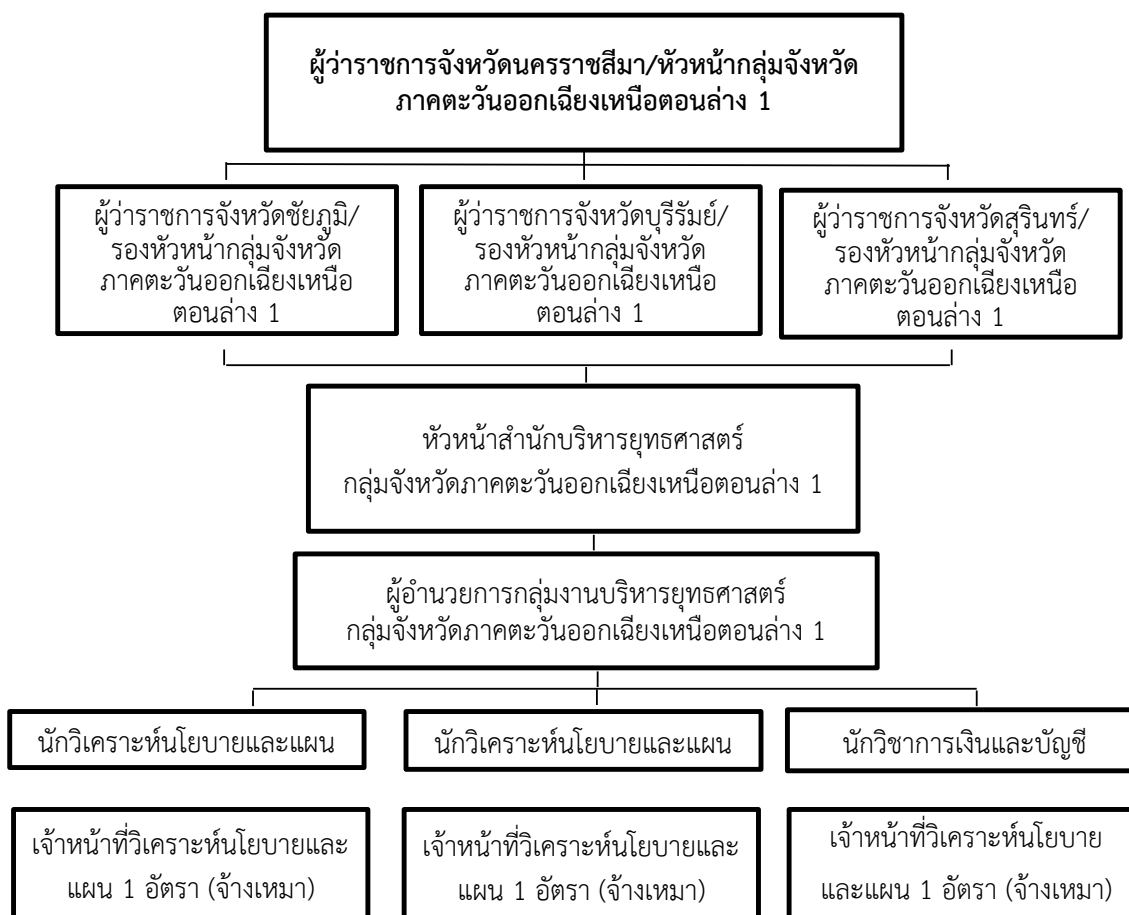 ผู้ว่าราชการจังหวัดนครราชสีมา/หัวหน้ากลุ่มจังหวัด
ภาคตะวันออกเฉียงเหนือตอนล่าง 1
ผู้ว่าราชการจังหวัดชัยภูมิ/
รองหัวหน้ากลุ่มจังหวัด
ภาคตะวันออกเฉียงเหนือ
ตอนล่าง 1
ผู้ว่าราชการจังหวัดบุรีรัมย์/
รองหัวหน้ากลุ่มจังหวัด
ภาคตะวันออกเฉียงเหนือ
ตอนล่าง 1
ผู้ว่าราชการจังหวัดสุรินทร์/
รองหัวหน้ากลุ่มจังหวัด
ภาคตะวันออกเฉียงเหนือ
ตอนล่าง 1
หัวหน้าสำนักบริหารยุทธศาสตร์
กลุ่มจังหวัดภาคตะวันออกเฉียงเหนือตอนล่าง 1
ผู้อำนวยการกลุ่มงานบริหารยุทธศาสตร์
กลุ่มจังหวัดภาคตะวันออกเฉียงเหนือตอนล่าง 1
นักวิเคราะห์นโยบายและแผน
นักวิเคราะห์นโยบายและแผน
นักวิชาการเงินและบัญชี
เจ้าหน้าที่วิเคราะห์นโยบายและ
แผน 1 อัตรา (จ้างเหมา)
เจ้าหน้าที่วิเคราะห์นโยบายและ
แผน 1 อัตรา (จ้างเหมา)
เจ้าหน้าที่วิเคราะห์นโยบาย
และแผน 1 อัตรา (จ้างเหมา)